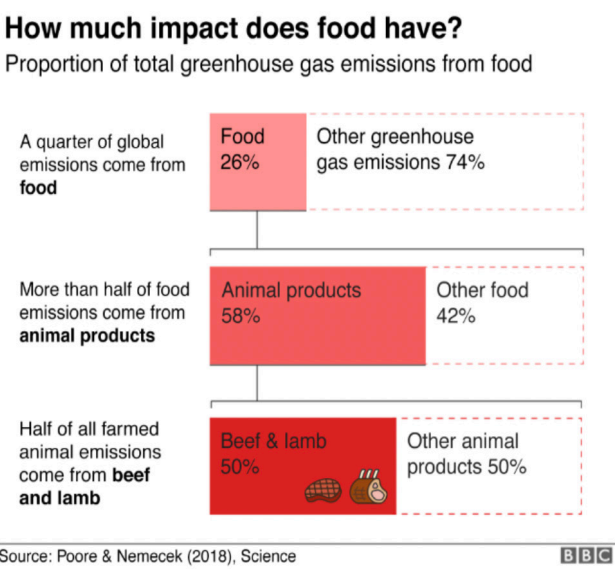 How much impact does food have?
Proportion of total greenhouse gas emissions from food
A quarter of global
emissions come from
food
Food
26%
Other greenhouse
gas emissions 74%
More than half of food
emissions come from
animal products
Animal products
58%
Other food
42%
Half of all farmed
animal emissions
come from beef
and lamb
Beef & lamb
50%
Other animal
products 50%
Source: Poore & Nemecek (2018), Science
BBC